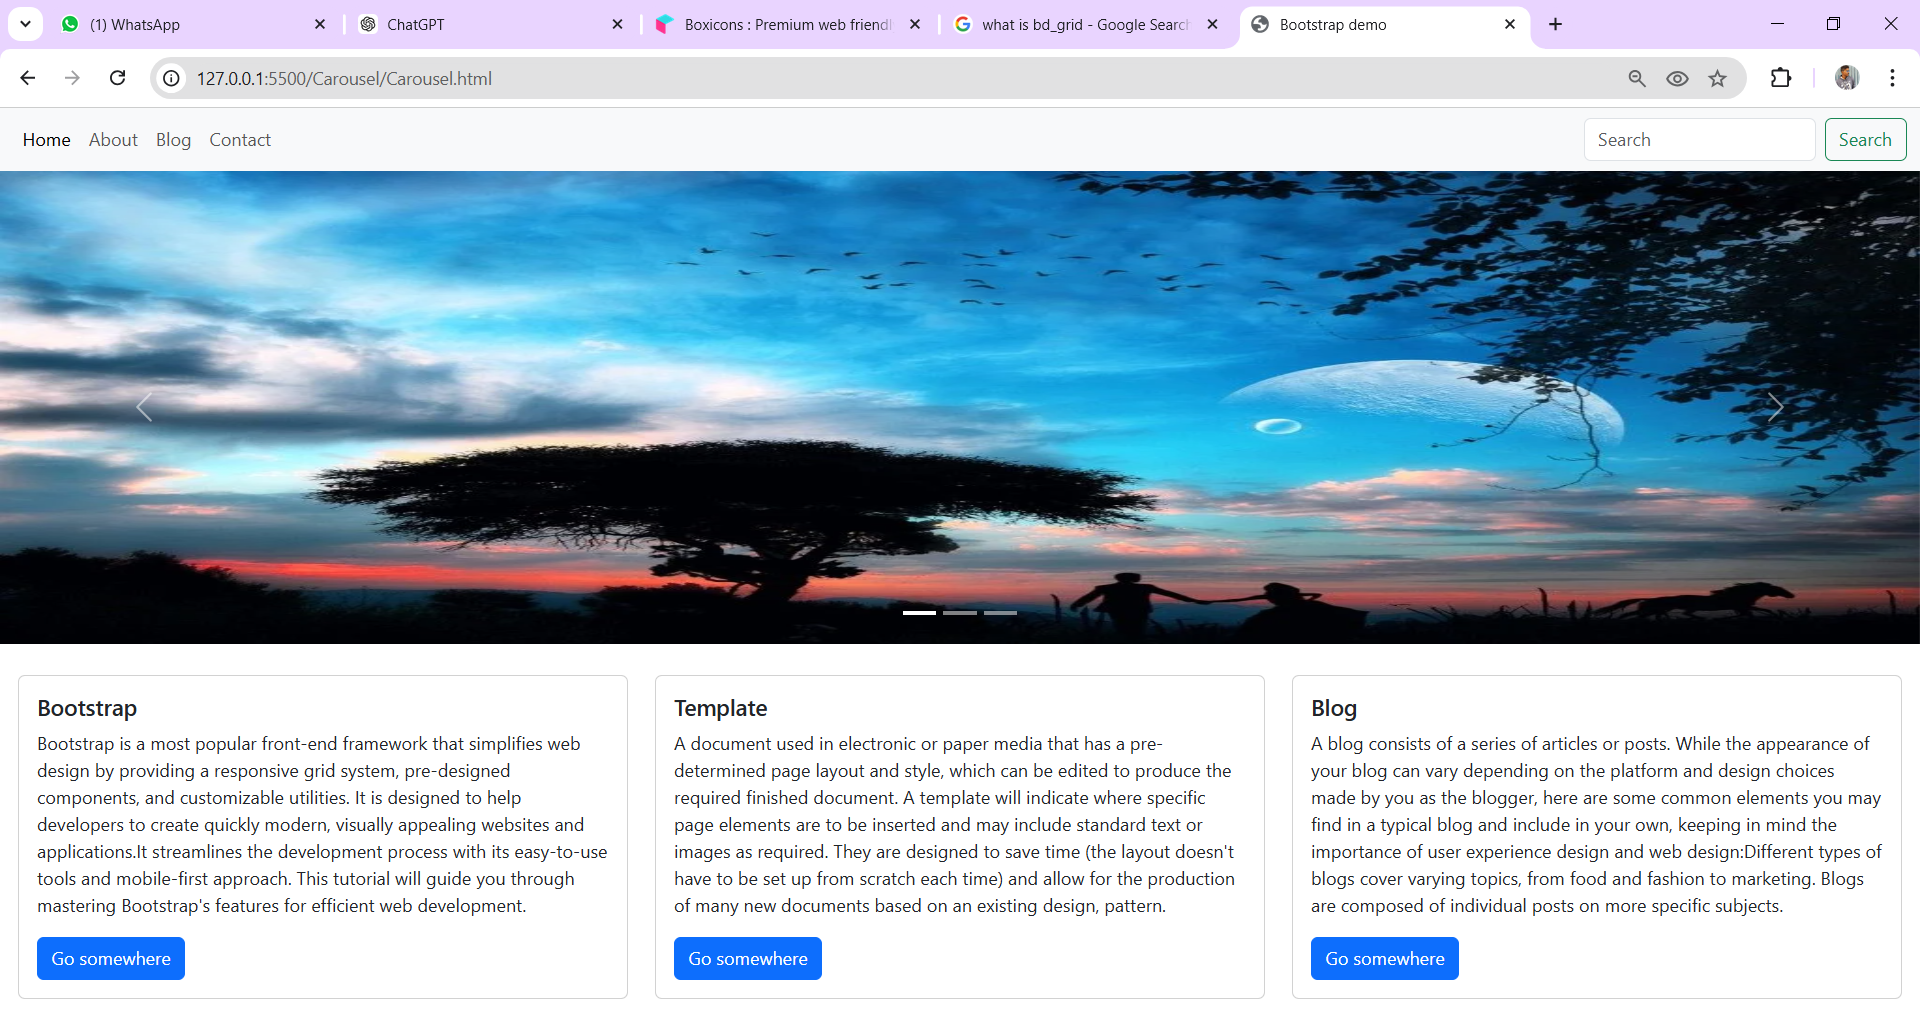 (1) WhatsApp
ChatGPT
Boxicons : Premium web friendl
what is bd_grid - Google Search
Bootstrap demo
127.0.0.1:5500/Carousel/Carousel.html
Home About Blog Contact
Search
Search
Bootstrap
Bootstrap is a most popular front-end framework that simplifies web
design by providing a responsive grid system, pre-designed
components, and customizable utilities. It is designed to help
developers to create quickly modern, visually appealing websites and
applications.It streamlines the development process with its easy-to-use
tools and mobile-first approach. This tutorial will guide you through
mastering Bootstrap's features for efficient web development.
Go somewhere
Template
A document used in electronic or paper media that has a pre-
determined page layout and style, which can be edited to produce the
required finished document. A template will indicate where specific
page elements are to be inserted and may include standard text or
images as required. They are designed to save time (the layout doesn't
have to be set up from scratch each time) and allow for the production
of many new documents based on an existing design, pattern.
Go somewhere
Blog
A blog consists of a series of articles or posts. While the appearance of
your blog can vary depending on the platform and design choices
made by you as the blogger, here are some common elements you may
find in a typical blog and include in your own, keeping in mind the
importance of user experience design and web design:Different types of
blogs cover varying topics, from food and fashion to marketing. Blogs
are composed of individual posts on more specific subjects.
Go somewhere